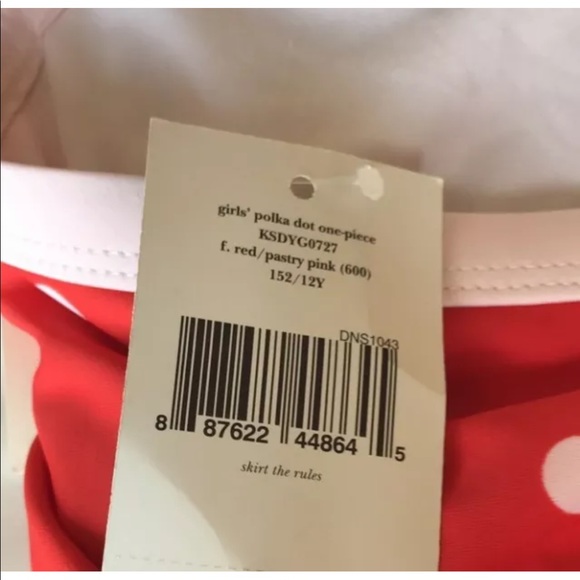 girls' polka dot one-piece
KSDYG0727
f. red/pastry pink (600)
152/12Y
DNS1043
8 87622 44864 5
skirt the rules